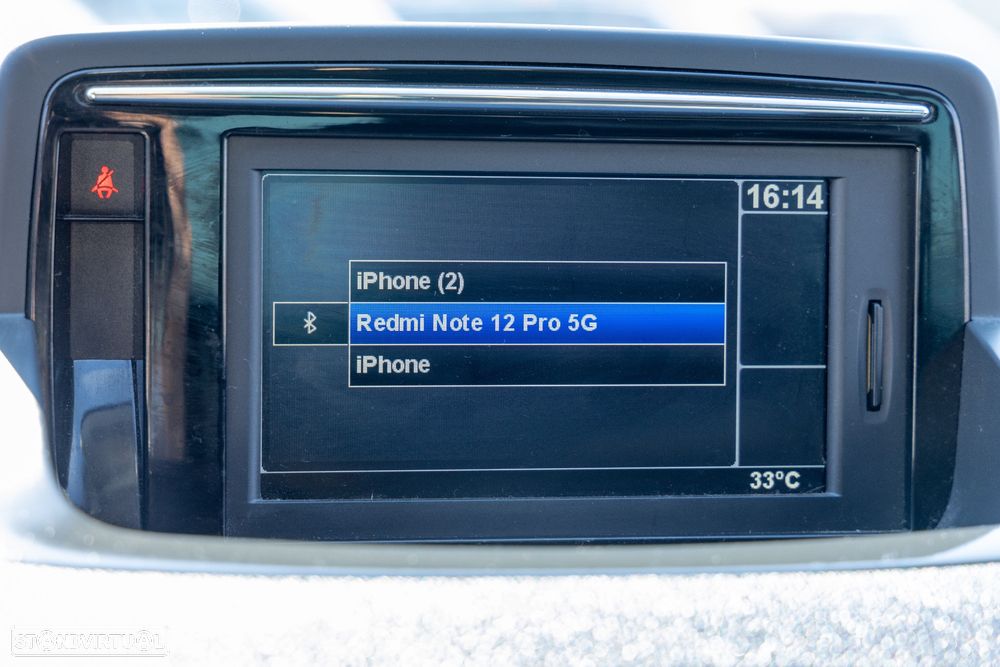 16:14
iPhone (2)
Redmi Note 12 Pro 5G
iPhone
33°C
STANDVIRTUAL